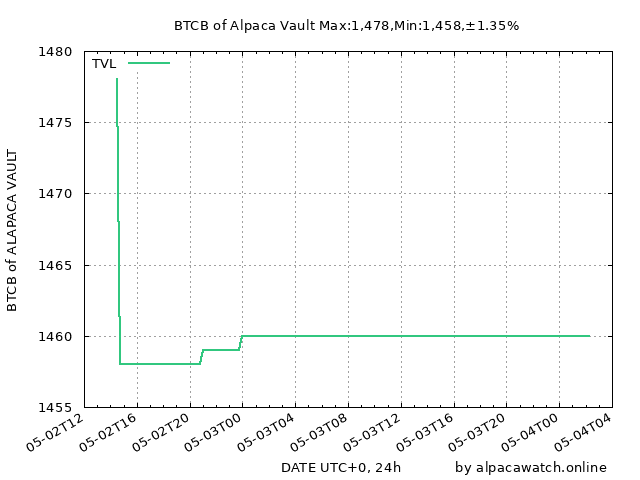 BTCB of Alpaca Vault Max:1,478,Min:1,458,±1.35%
TVL
1480
1475
1470
1465
1460
1455
BTCB of ALAPACA VAULT
05-02T12
05-02T16
05-02T20
05-03T00
05-03T04
05-03T08
05-03T12
05-03T16
05-03T20
05-04T00
05-04T04
DATE UTC+0, 24h
by alpacawatch.online